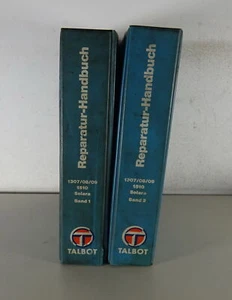 Reparatur-Handbuch
1307/08/09
1510
Solara
Band 1
TALBOT
Reparatur-Handbuch
1307/08/09
1510
Solara
Band 2
TALBOT